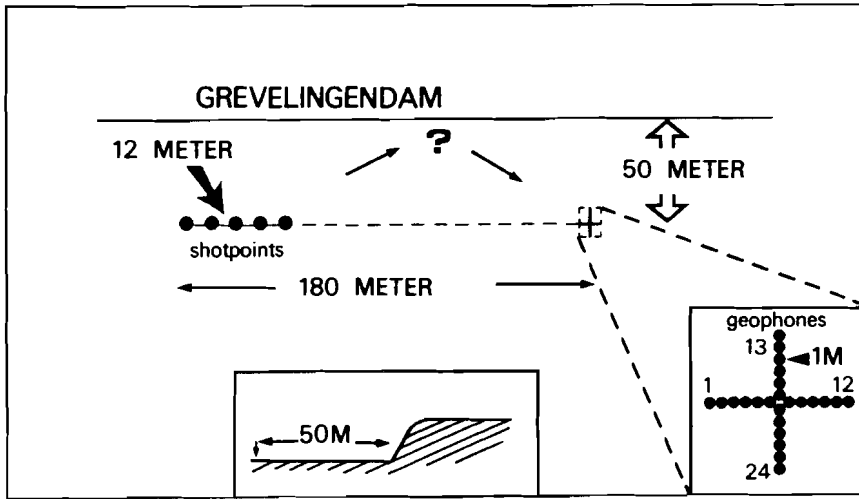 GREVELINGENDAM
12 METER
?
50 METER
shotpoints
180 METER
geophones
13
1M
1
12
50M
24